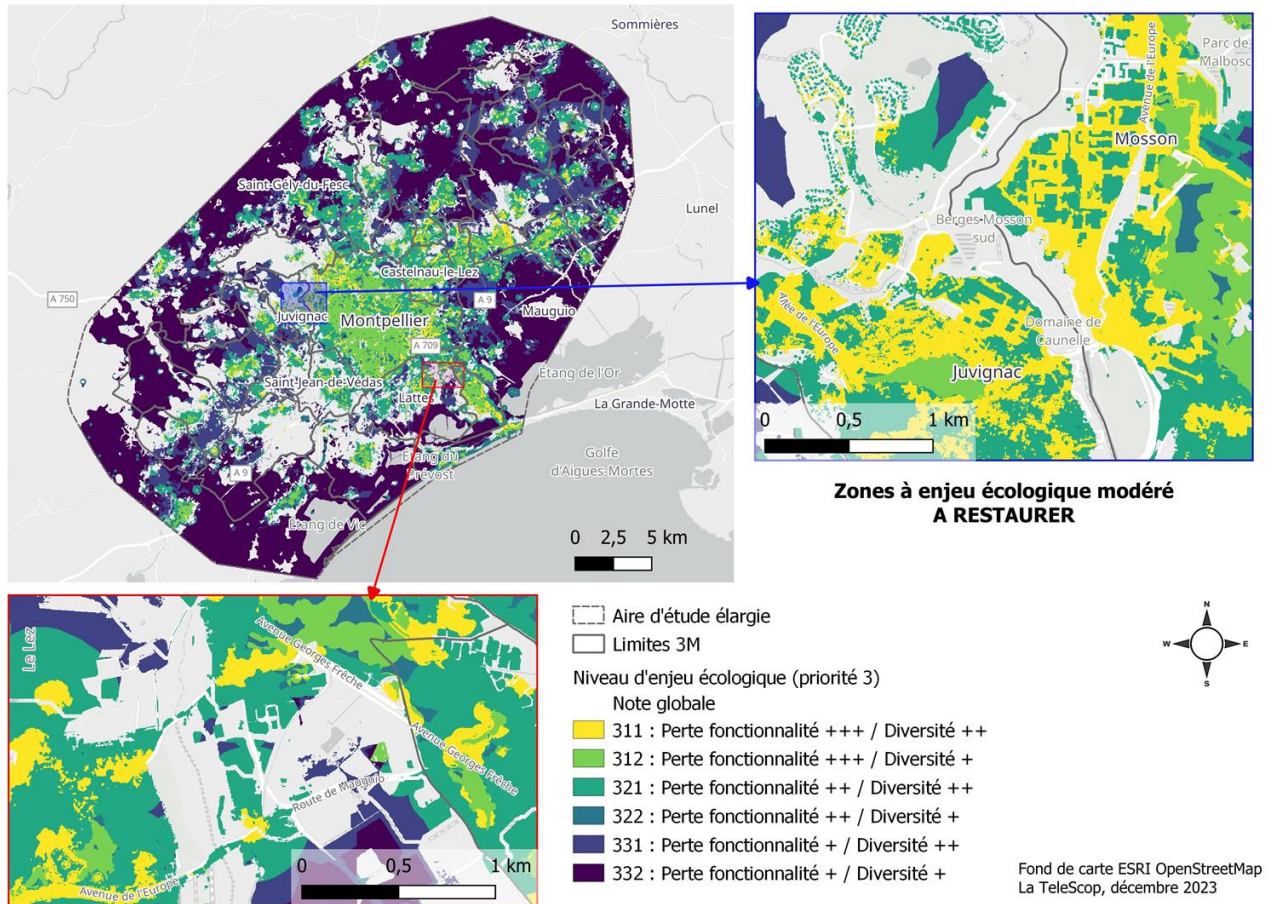 Sommières
Saint-Gély-du-Fesc
Lunel
Castelnau-le-Lez
A 750
A 9
Juvignac
Montpellier
Mauguio
A 709
Saint-Jean-de-Védas
Lattes
Étang de l'Or
La Grande-Motte
A 9
Étang du
Prévost
Golfe
d'Aigues-Mortes
Étang de Vic
0 2,5 5 km
Parc de
Malbosc
Avenue de l'Europe
Mosson
Berges Mosson
sud
Allée de l'Europe
Domaine de
Caunelle
Juvignac
0 0,5 1 km
Zones à enjeu écologique modéré
A RESTAURER
Le Lez
Avenue Georges Frêche
Avenue Georges Frêche
Route de Mauguio
Avenue de l'Europe
0 0,5 1 km
Aire d'étude élargie
Limites 3M
Niveau d'enjeu écologique (priorité 3)
Note globale
311 : Perte fonctionnalité +++ / Diversité ++
312 : Perte fonctionnalité +++ / Diversité +
321 : Perte fonctionnalité ++ / Diversité ++
322 : Perte fonctionnalité ++ / Diversité +
331 : Perte fonctionnalité + / Diversité ++
332 : Perte fonctionnalité + / Diversité +
N
W E
S
Fond de carte ESRI OpenStreetMap
La TeleScop, décembre 2023